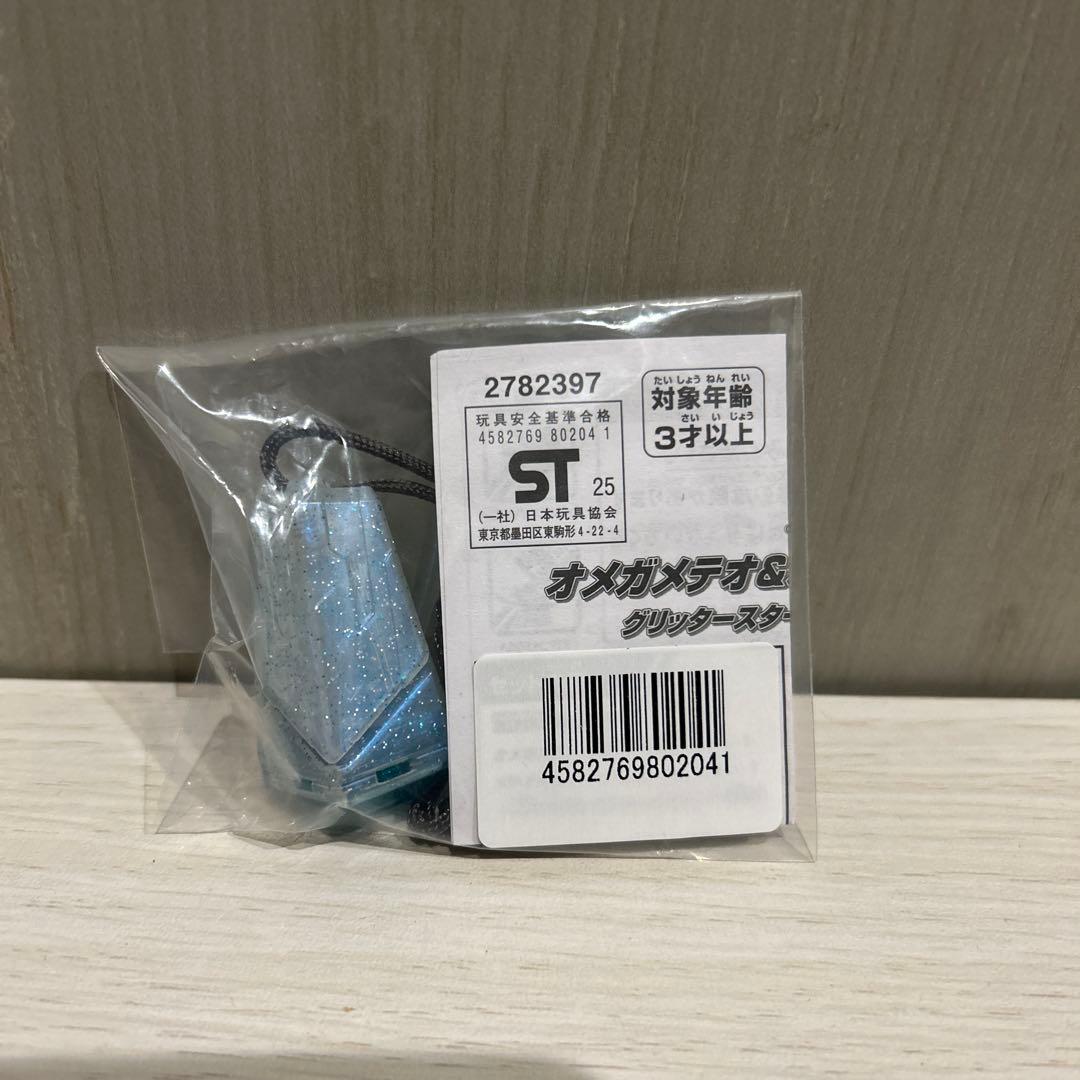 2782397
玩具安全基準合格
4582769 80204 1
ST 25
(一社) 日本玩具協会
東京都墨田区東駒形4-22-4
たいしょうねんれい
対象年齢
さいいじょう
3才以上
オメガメテオ&
グリッタースター
4582769802041